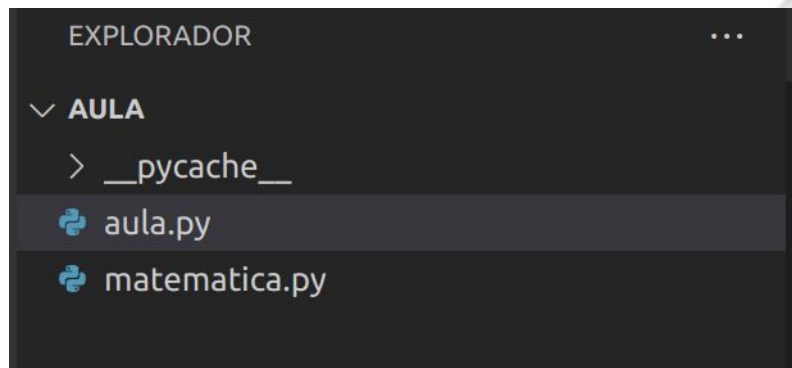 EXPLORADOR
AULA
__pycache__
aula.py
matematica.py